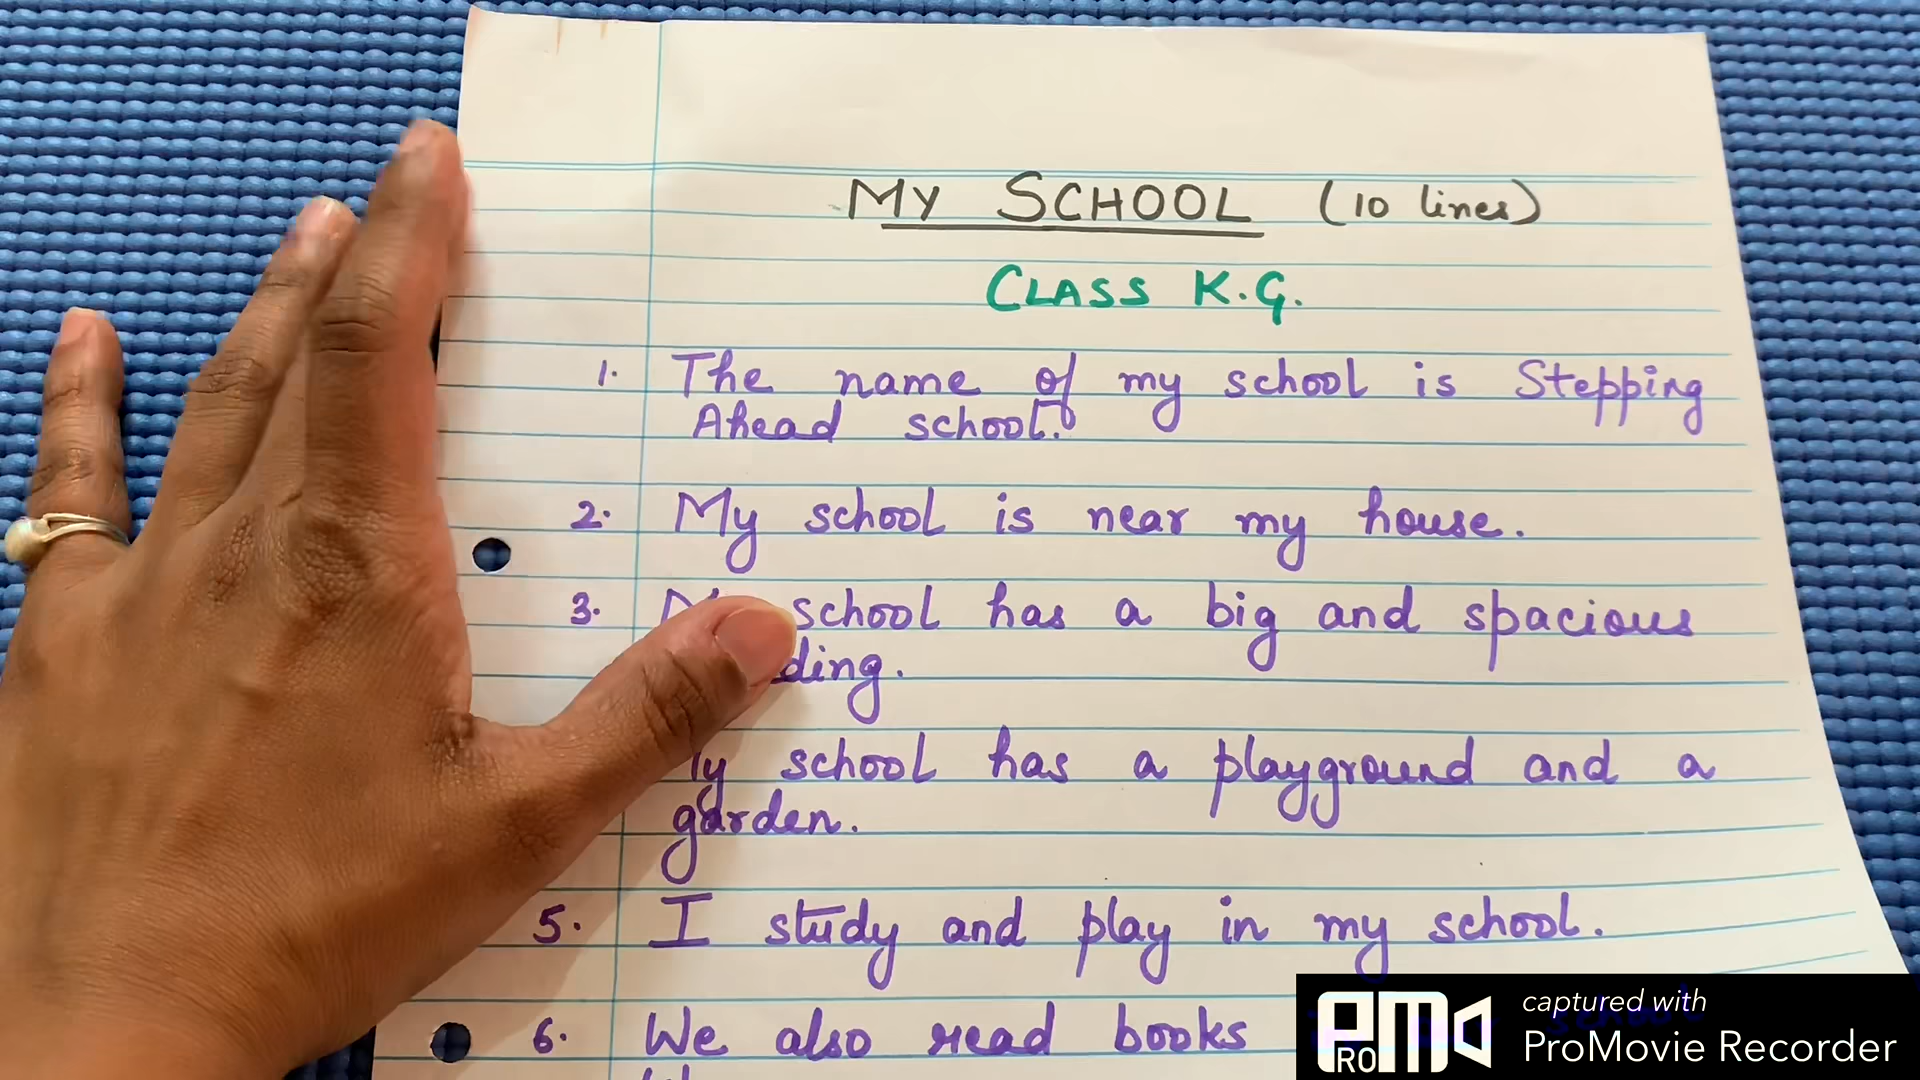 MY SCHOOL (10 lines)
CLASS K.G.
1. The name of my school is Stepping
Ahead school.
2. My school is near my house.
3. school has a big and spacious
ding.
school has a playground and a
garden.
5. I study and play in my school.
6. We also read books
captured with
ProMovie Recorder